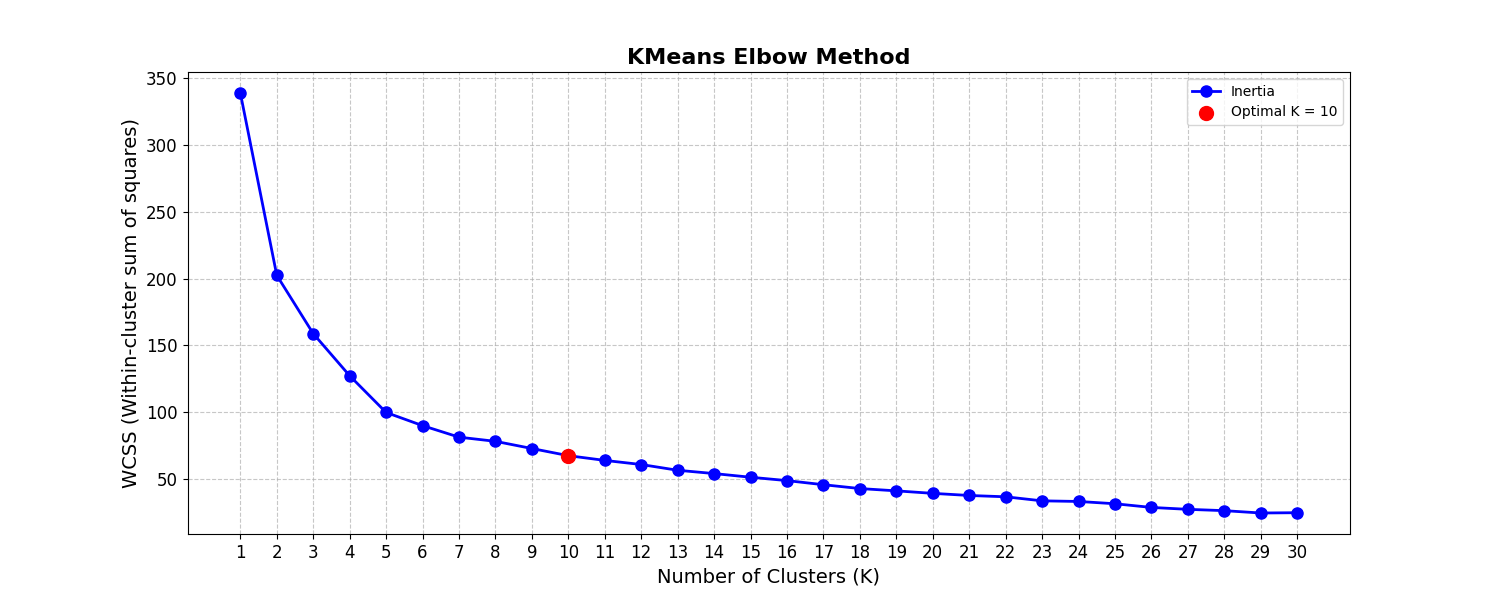 KMeans Elbow Method
Inertia
Optimal K = 10
WCSS (Within-cluster sum of squares)
350
300
250
200
150
100
50
1 2 3 4 5 6 7 8 9 10 11 12 13 14 15 16 17 18 19 20 21 22 23 24 25 26 27 28 29 30
Number of Clusters (K)